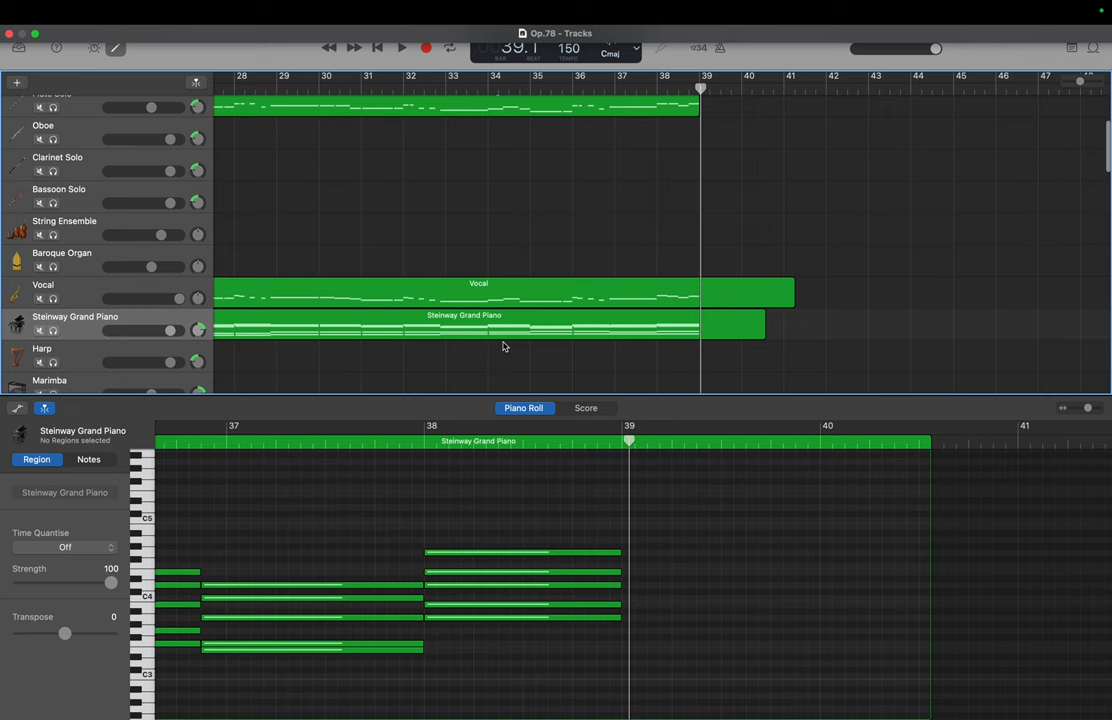 Op.78 - Tracks
39.1
BAR
BEAT
150
TEMPO
Cmaj
1234
28 29 30 31 32 33 34 35 36 37 38 39 40 41 42 43 44 45 46 47
Oboe
Clarinet Solo
Bassoon Solo
String Ensemble
Baroque Organ
Vocal
Vocal
Steinway Grand Piano
Steinway Grand Piano
Harp
Marimba
Piano Roll
Score
37 38 39 40 41
Steinway Grand Piano
No Regions selected
Steinway Grand Piano
Region
Notes
Steinway Grand Piano
Time Quantise
Off
Strength
100
Transpose
0
C5
C4
C3